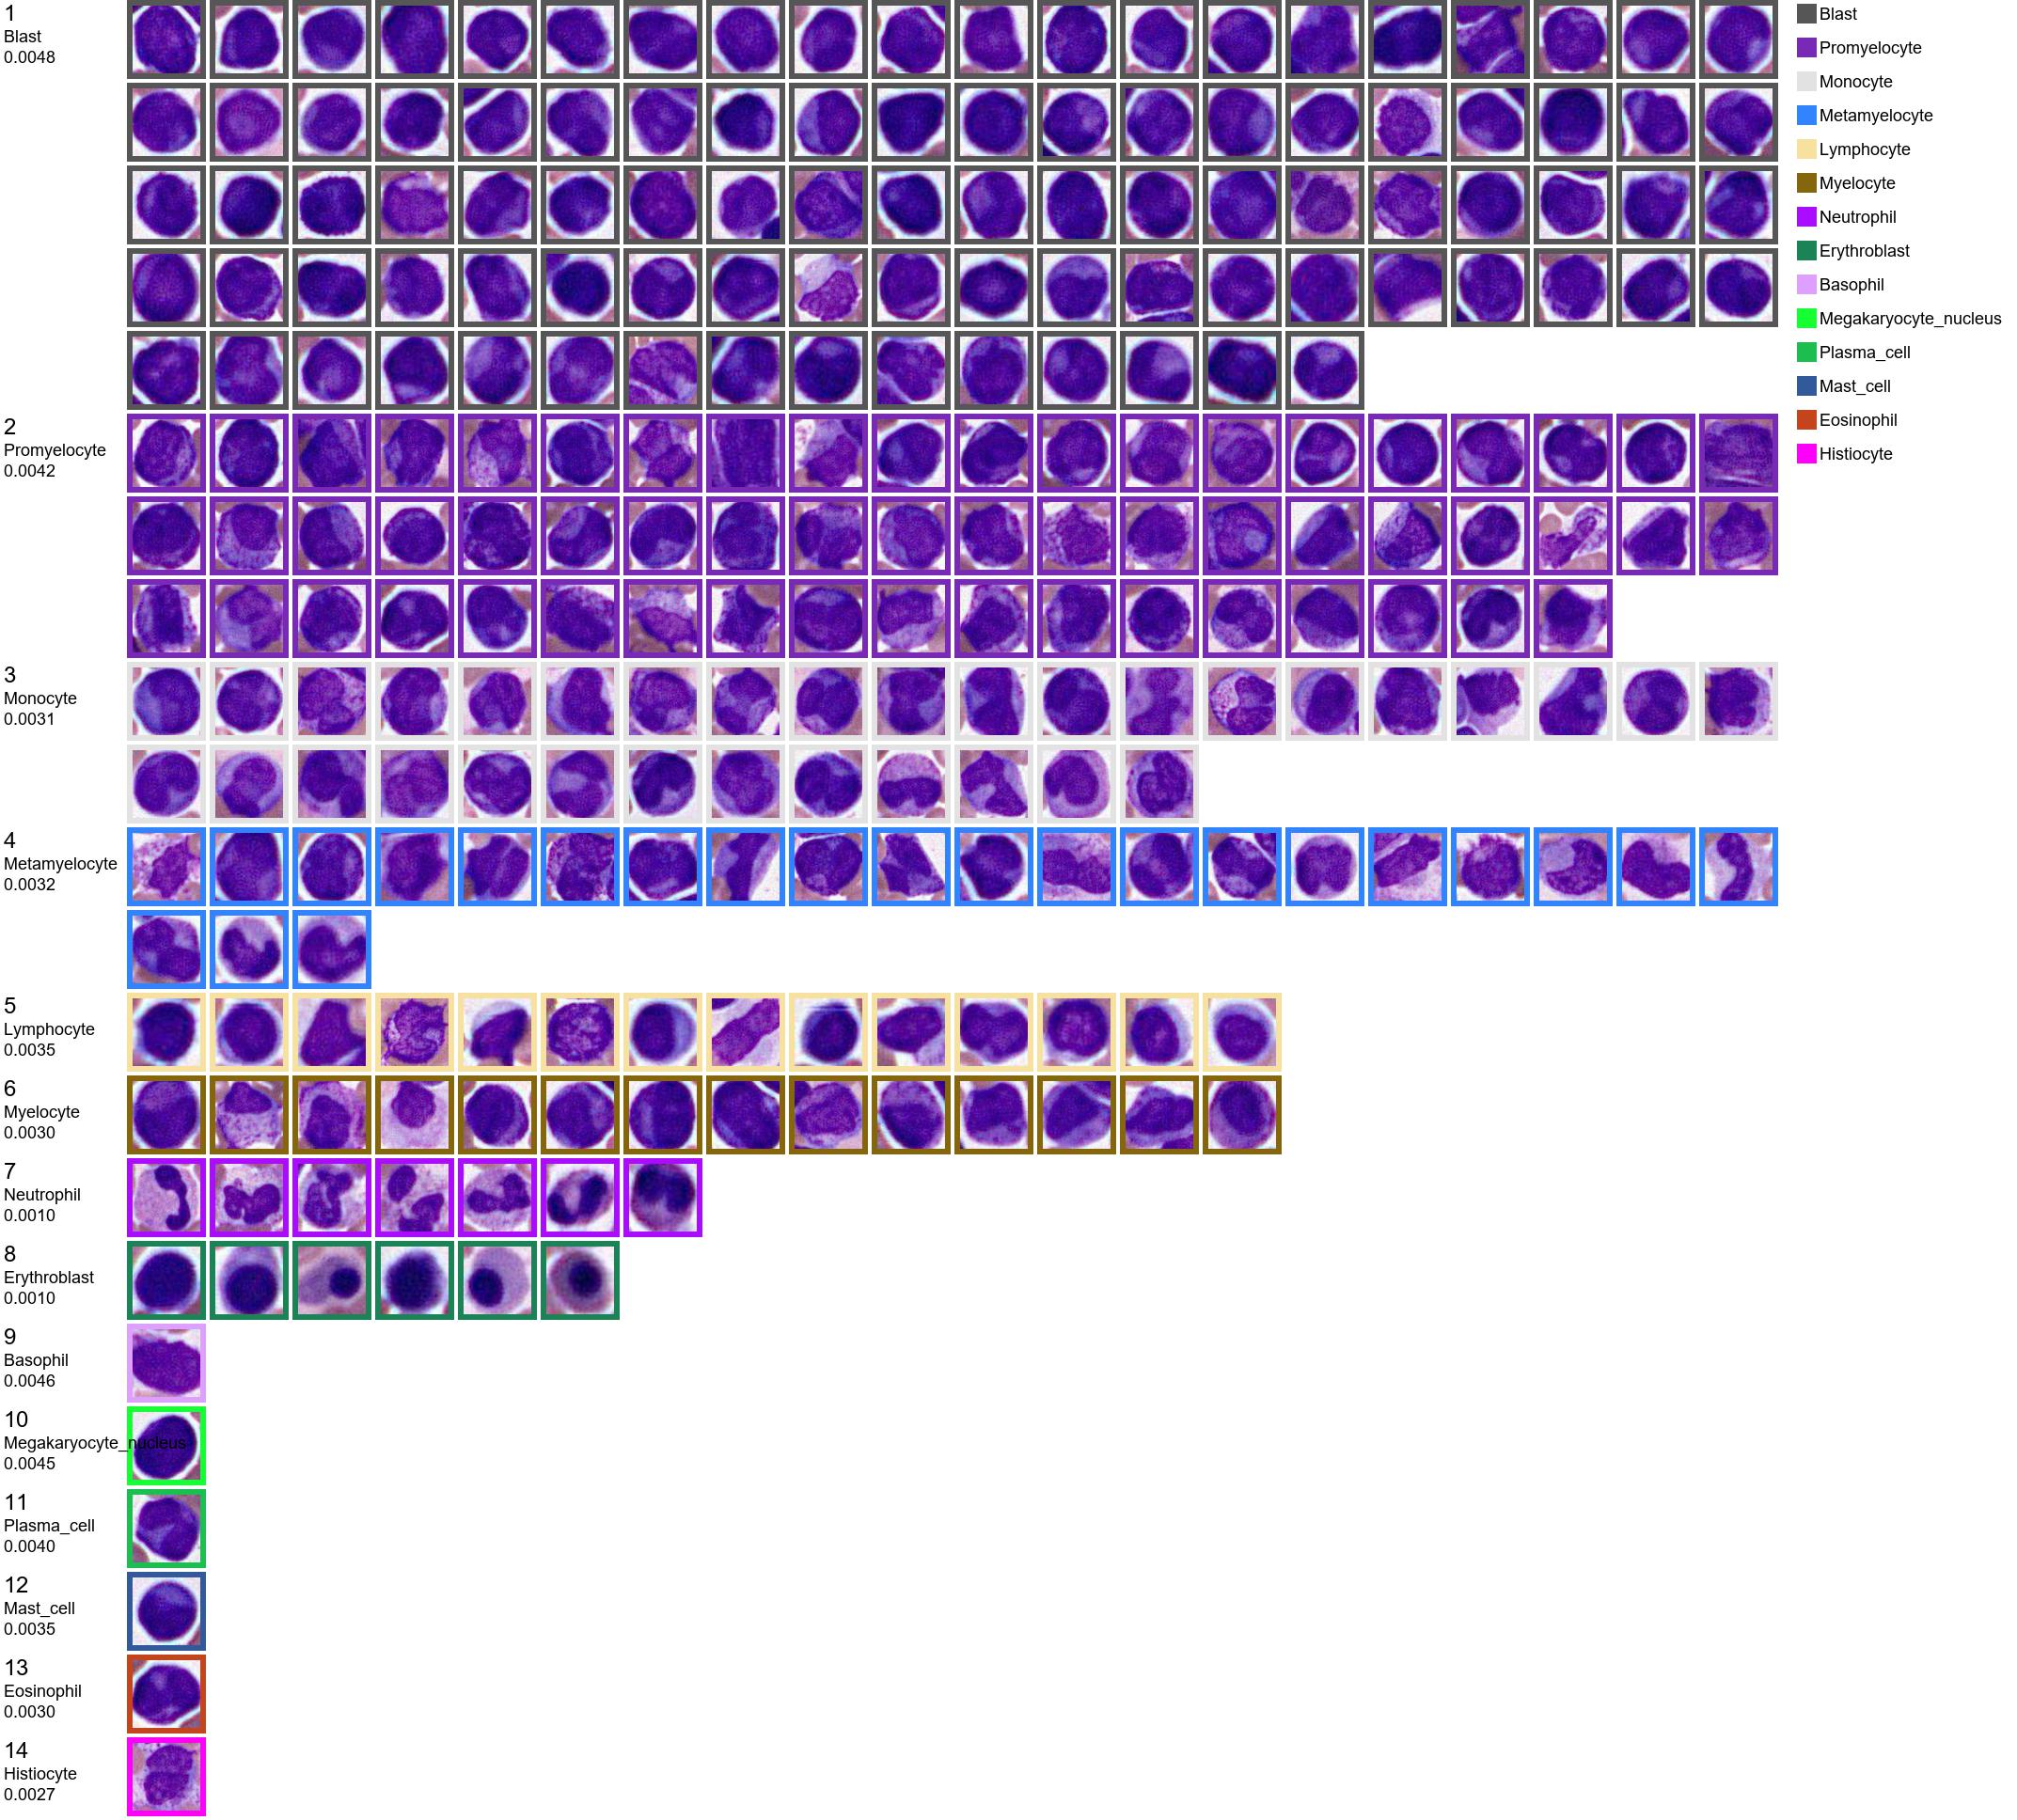 1
Blast
0.0048
2
Promyelocyte
0.0042
3
Monocyte
0.0031
4
Metamyelocyte
0.0032
5
Lymphocyte
0.0035
6
Myelocyte
0.0030
7
Neutrophil
0.0010
8
Erythroblast
0.0010
9
Basophil
0.0046
10
Megakaryocyte_nucleus
0.0045
11
Plasma_cell
0.0040
12
Mast_cell
0.0035
13
Eosinophil
0.0030
14
Histiocyte
0.0027
Blast
Promyelocyte
Monocyte
Metamyelocyte
Lymphocyte
Myelocyte
Neutrophil
Erythroblast
Basophil
Megakaryocyte_nucleus
Plasma_cell
Mast_cell
Eosinophil
Histiocyte